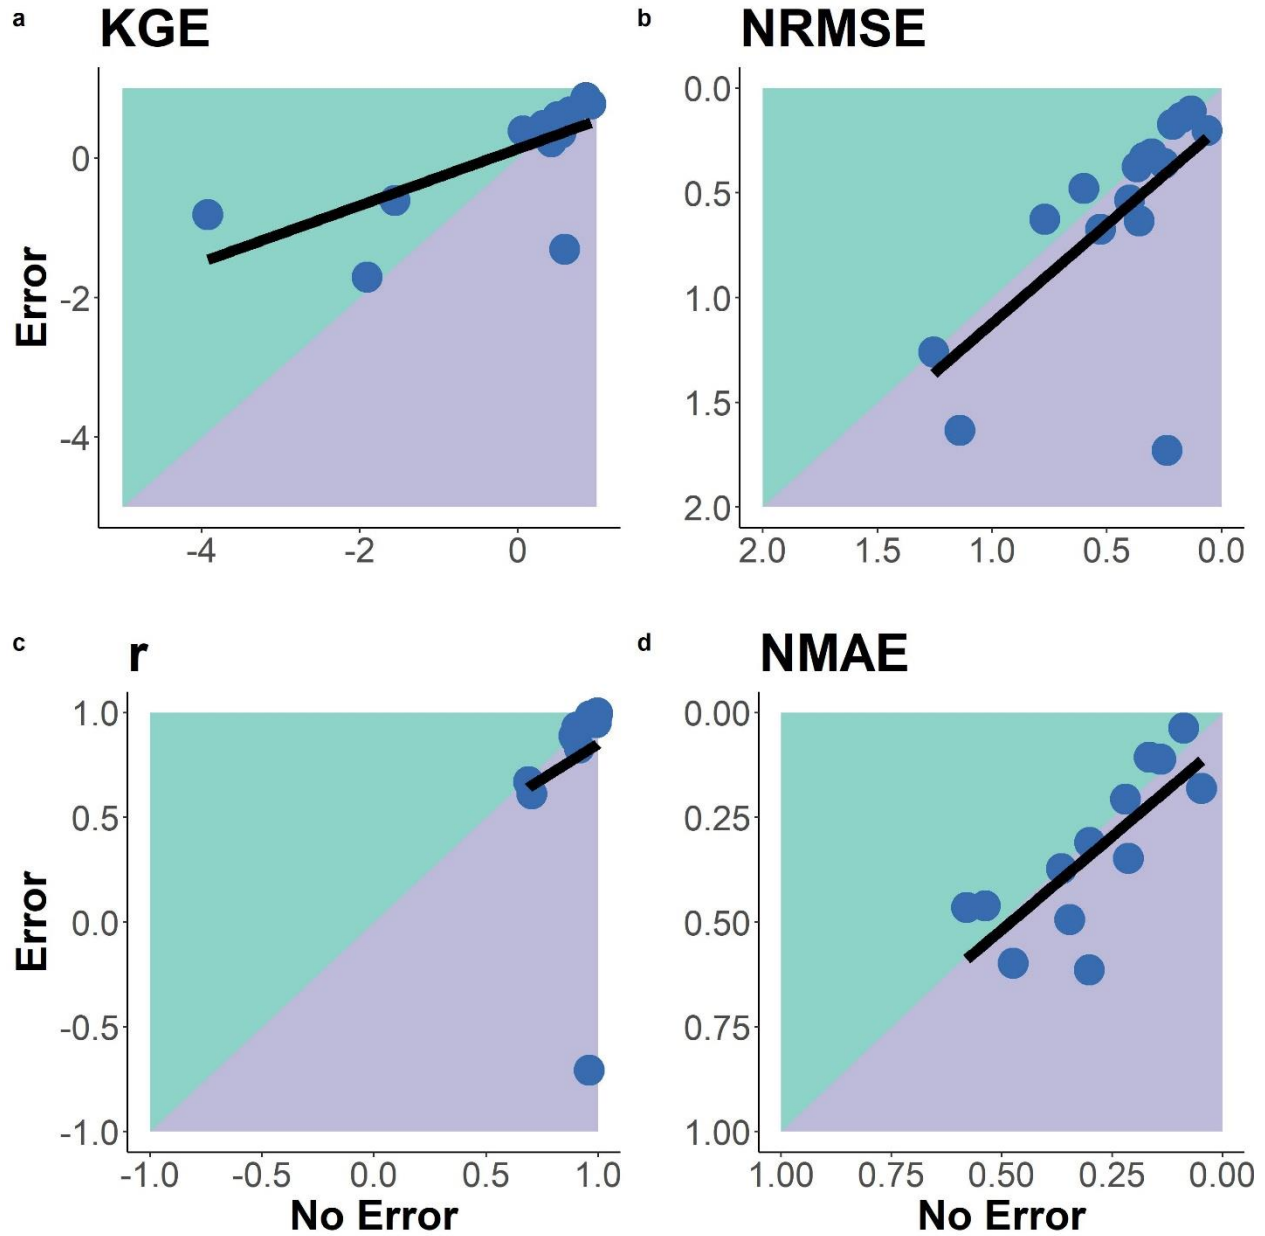 a KGE
0
-2
-4
Error
-4 -2 0
b NRMSE
0.0
0.5
1.0
1.5
2.0
2.0 1.5 1.0 0.5 0.0
c r
1.0
0.5
0.0
-0.5
-1.0
Error
-1.0 -0.5 0.0 0.5 1.0
No Error
d NMAE
0.00
0.25
0.50
0.75
1.00
1.00 0.75 0.50 0.25 0.00
No Error